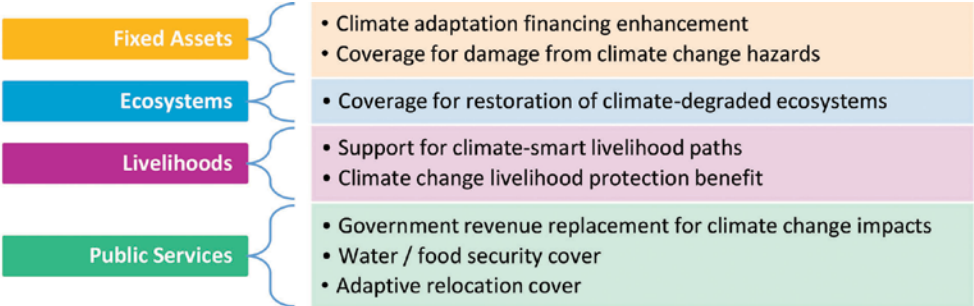 Fixed Assets
• Climate adaptation financing enhancement
• Coverage for damage from climate change hazards
Ecosystems
• Coverage for restoration of climate-degraded ecosystems
Livelihoods
• Support for climate-smart livelihood paths
• Climate change livelihood protection benefit
Public Services
• Government revenue replacement for climate change impacts
• Water / food security cover
• Adaptive relocation cover